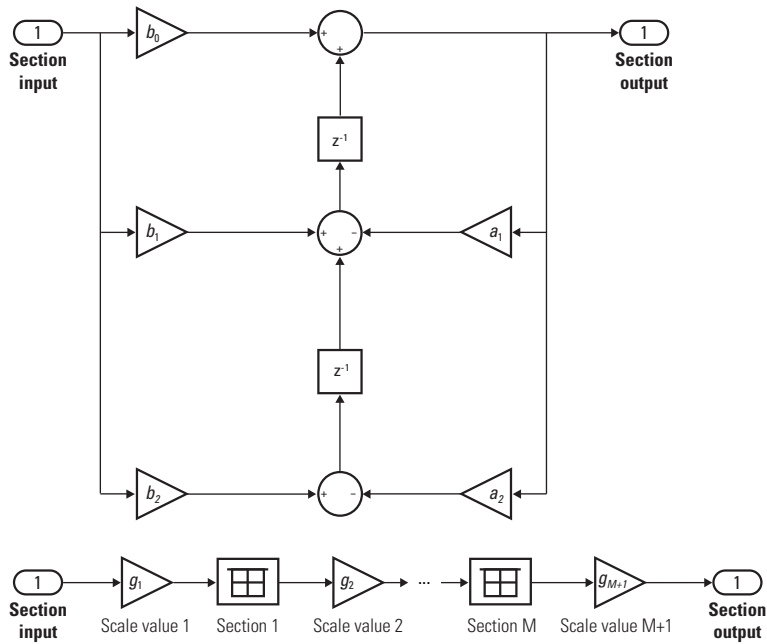 1
b₀
+
+
1
Section
input
Section
output
z⁻¹
b₁
+
-
+
a₁
z⁻¹
b₂
+
-
a₂
1
g₁
g₂
...
g_{M+1}
1
Section
input
Scale value 1
Section 1
Scale value 2
Section M
Scale value M+1
Section
output